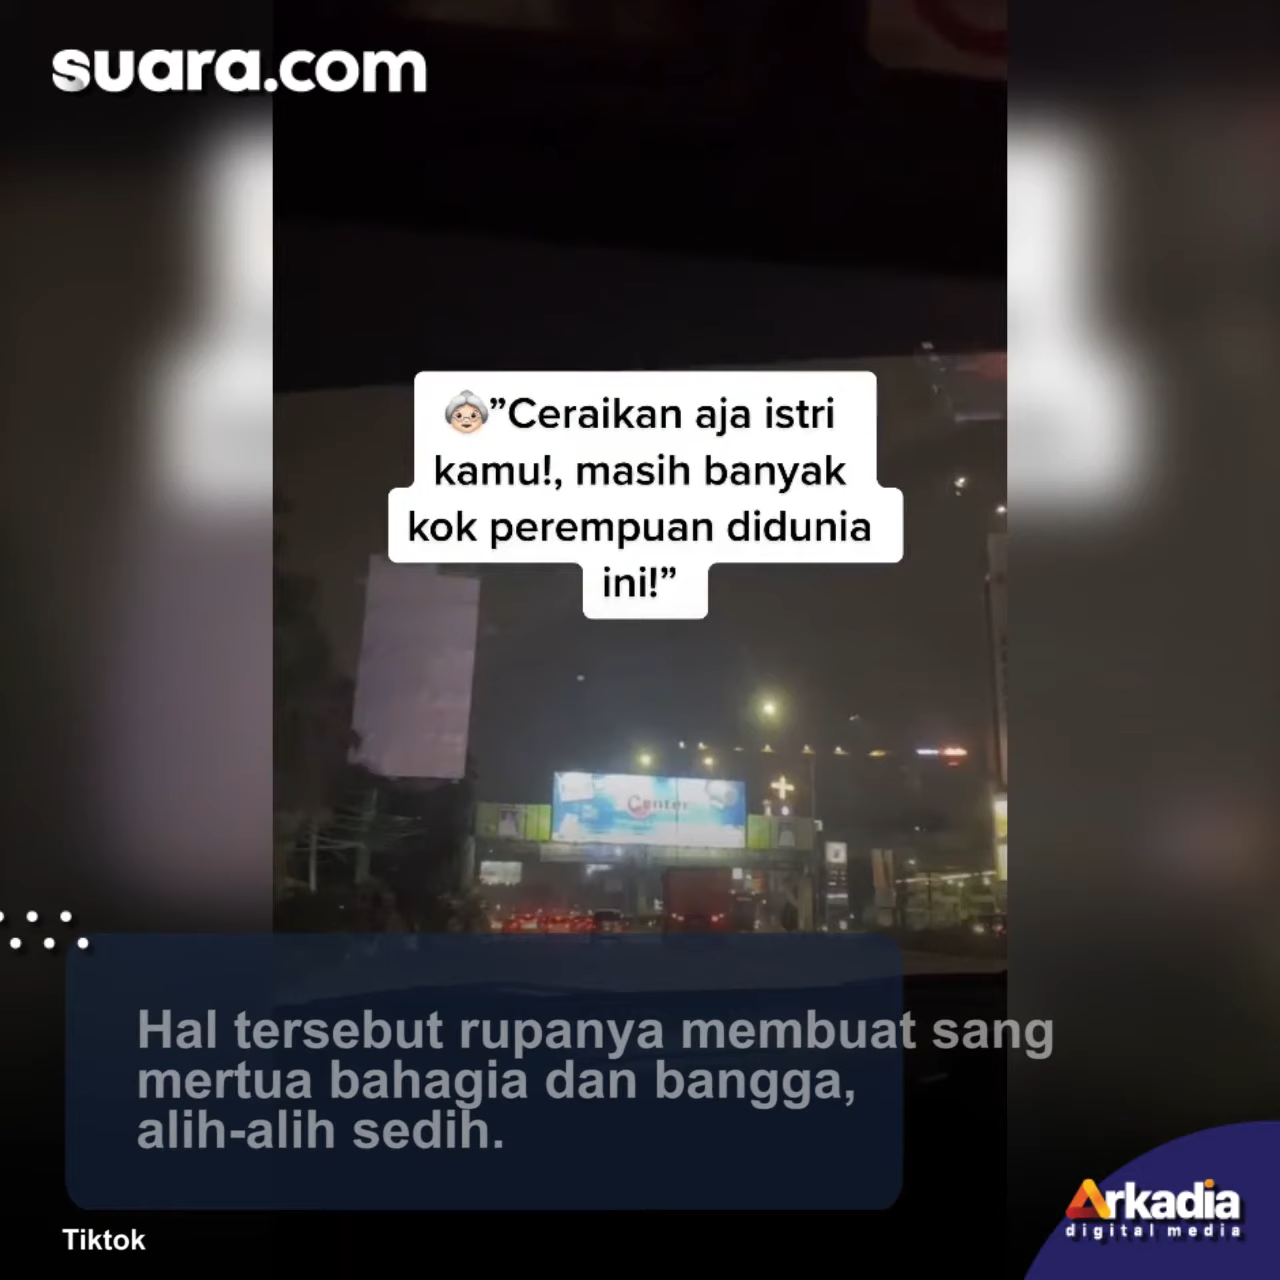 suara.com
👵🏻”Ceraikan aja istri
kamu!, masih banyak
kok perempuan didunia
ini!”
Center
Hal tersebut rupanya membuat sang
mertua bahagia dan bangga,
alih-alih sedih.
Tiktok
Arkadia
digital media